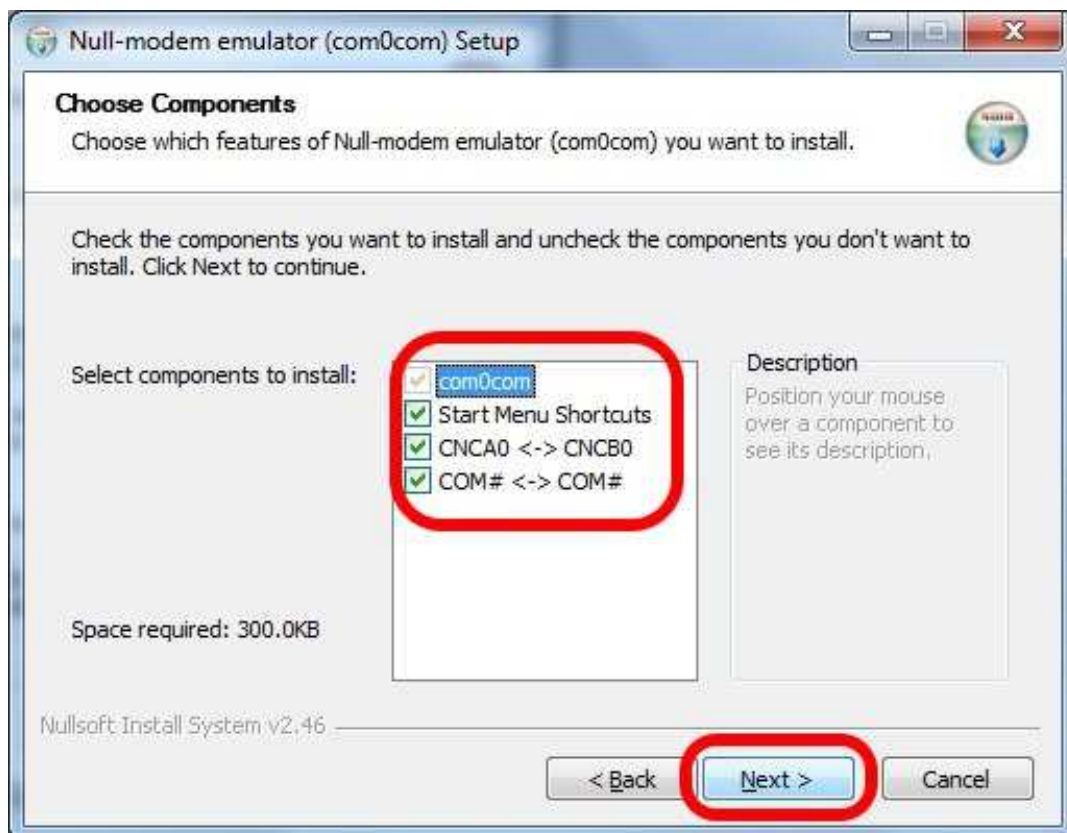 Null-modem emulator (com0com) Setup
Choose Components
Choose which features of Null-modem emulator (com0com) you want to install.
Check the components you want to install and uncheck the components you don't want to
install. Click Next to continue.
Select components to install:
com0com
Start Menu Shortcuts
CNCA0 <-> CNCB0
COM# <-> COM#
Description
Position your mouse
over a component to
see its description.
Space required: 300.0KB
Nullsoft Install System v2.46
< Back
Next >
Cancel